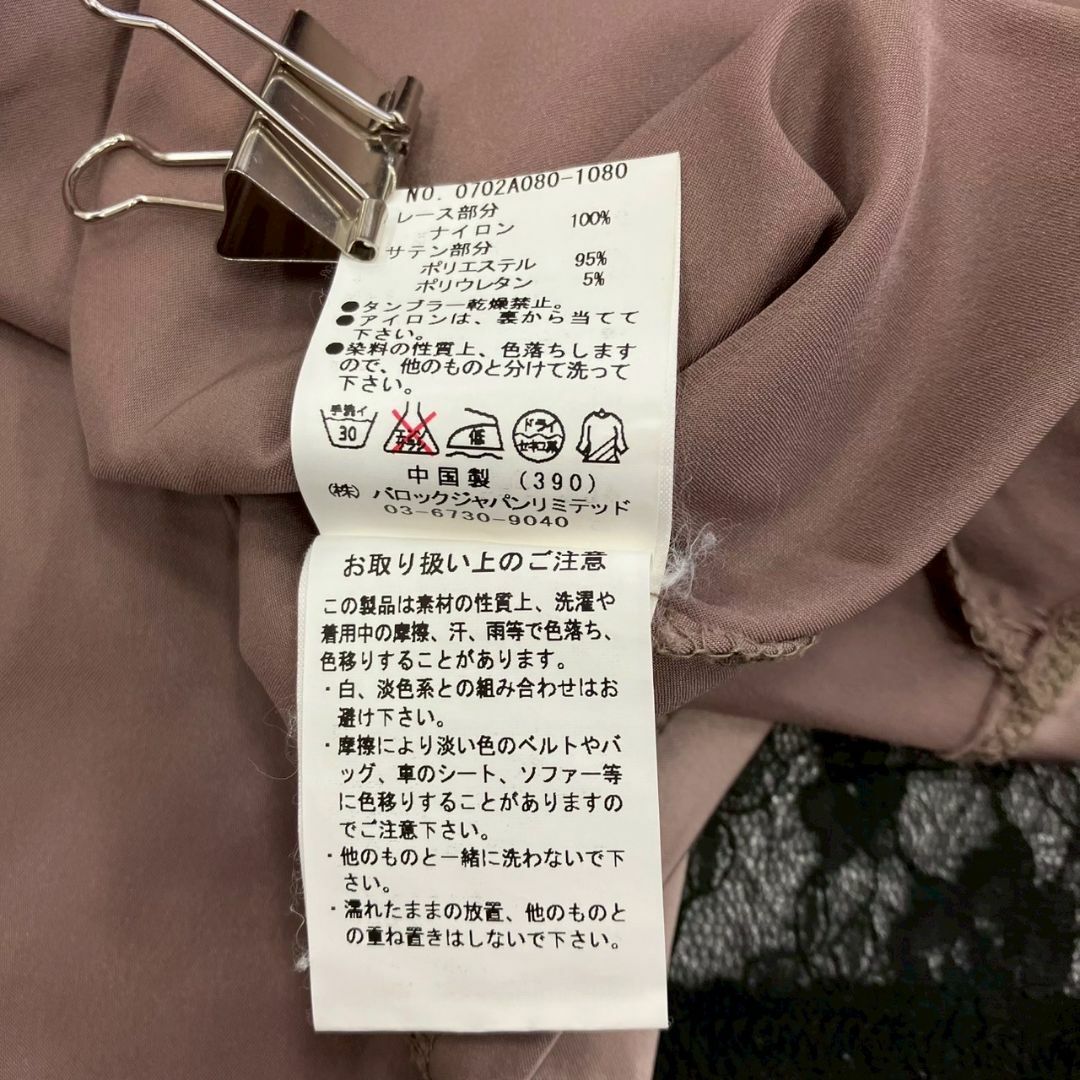 NO. 0702A080-1080
レース部分
ナイロン 100%
サテン部分
ポリエステル 95%
ポリウレタン 5%
●タンブラー乾燥禁止。
●アイロンは、裏から当てて
下さい。
●染料の性質上、色落ちします
ので、他のものと分けて洗って
下さい。
手洗イ
30
エンソ
サラシ
低
ドライ
セキユ系
中国製 (390)
(株) バロックジャパンリミテッド
03-6730-9040
お取り扱い上のご注意
この製品は素材の性質上、洗濯や
着用中の摩擦、汗、雨等で色落ち、
色移りすることがあります。
・白、淡色系との組み合わせはお
避け下さい。
・摩擦により淡い色のベルトやバ
ッグ、車のシート、ソファー等
に色移りすることがありますの
でご注意下さい。
・他のものと一緒に洗わないで下
さい。
・濡れたままの放置、他のものと
の重ね置きはしないで下さい。